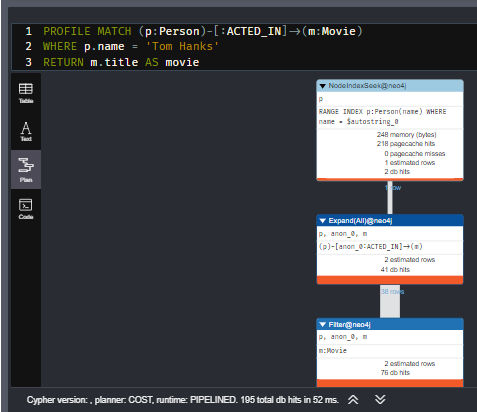 1 PROFILE MATCH (p:Person)-[:ACTED_IN]→(m:Movie)
2 WHERE p.name = 'Tom Hanks'
3 RETURN m.title AS movie
Table
Text
Plan
Code
NodeIndexSeek@neo4j
p
RANGE INDEX p:Person(name) WHERE
name = $autostring_0
248 memory (bytes)
218 pagecache hits
0 pagecache misses
1 estimated rows
2 db hits
1 row
Expand(All)@neo4j
p, anon_0, m
(p)-[anon_0:ACTED_IN]→(m)
2 estimated rows
41 db hits
38 rows
Filter@neo4j
p, anon_0, m
m:Movie
2 estimated rows
76 db hits
Cypher version: , planner: COST, runtime: PIPELINED. 195 total db hits in 52 ms.